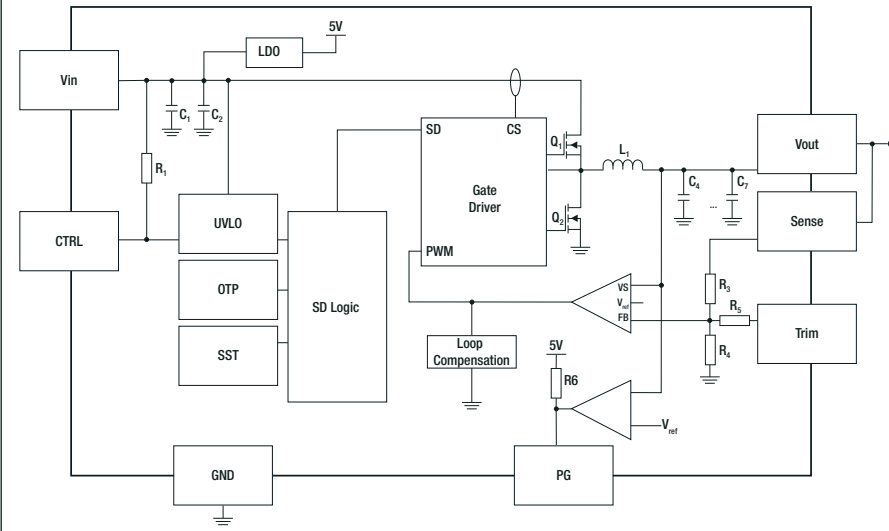 5V
LDO
Vin
C1
C2
R1
SD
CS
Q1
L1
Vout
Gate
Driver
C4
...
C7
Q2
UVLO
CTRL
Sense
PWM
OTP
SD Logic
VS
Vref
FB
R3
R5
Trim
SST
Loop
Compensation
5V
R4
R6
Vref
GND
PG